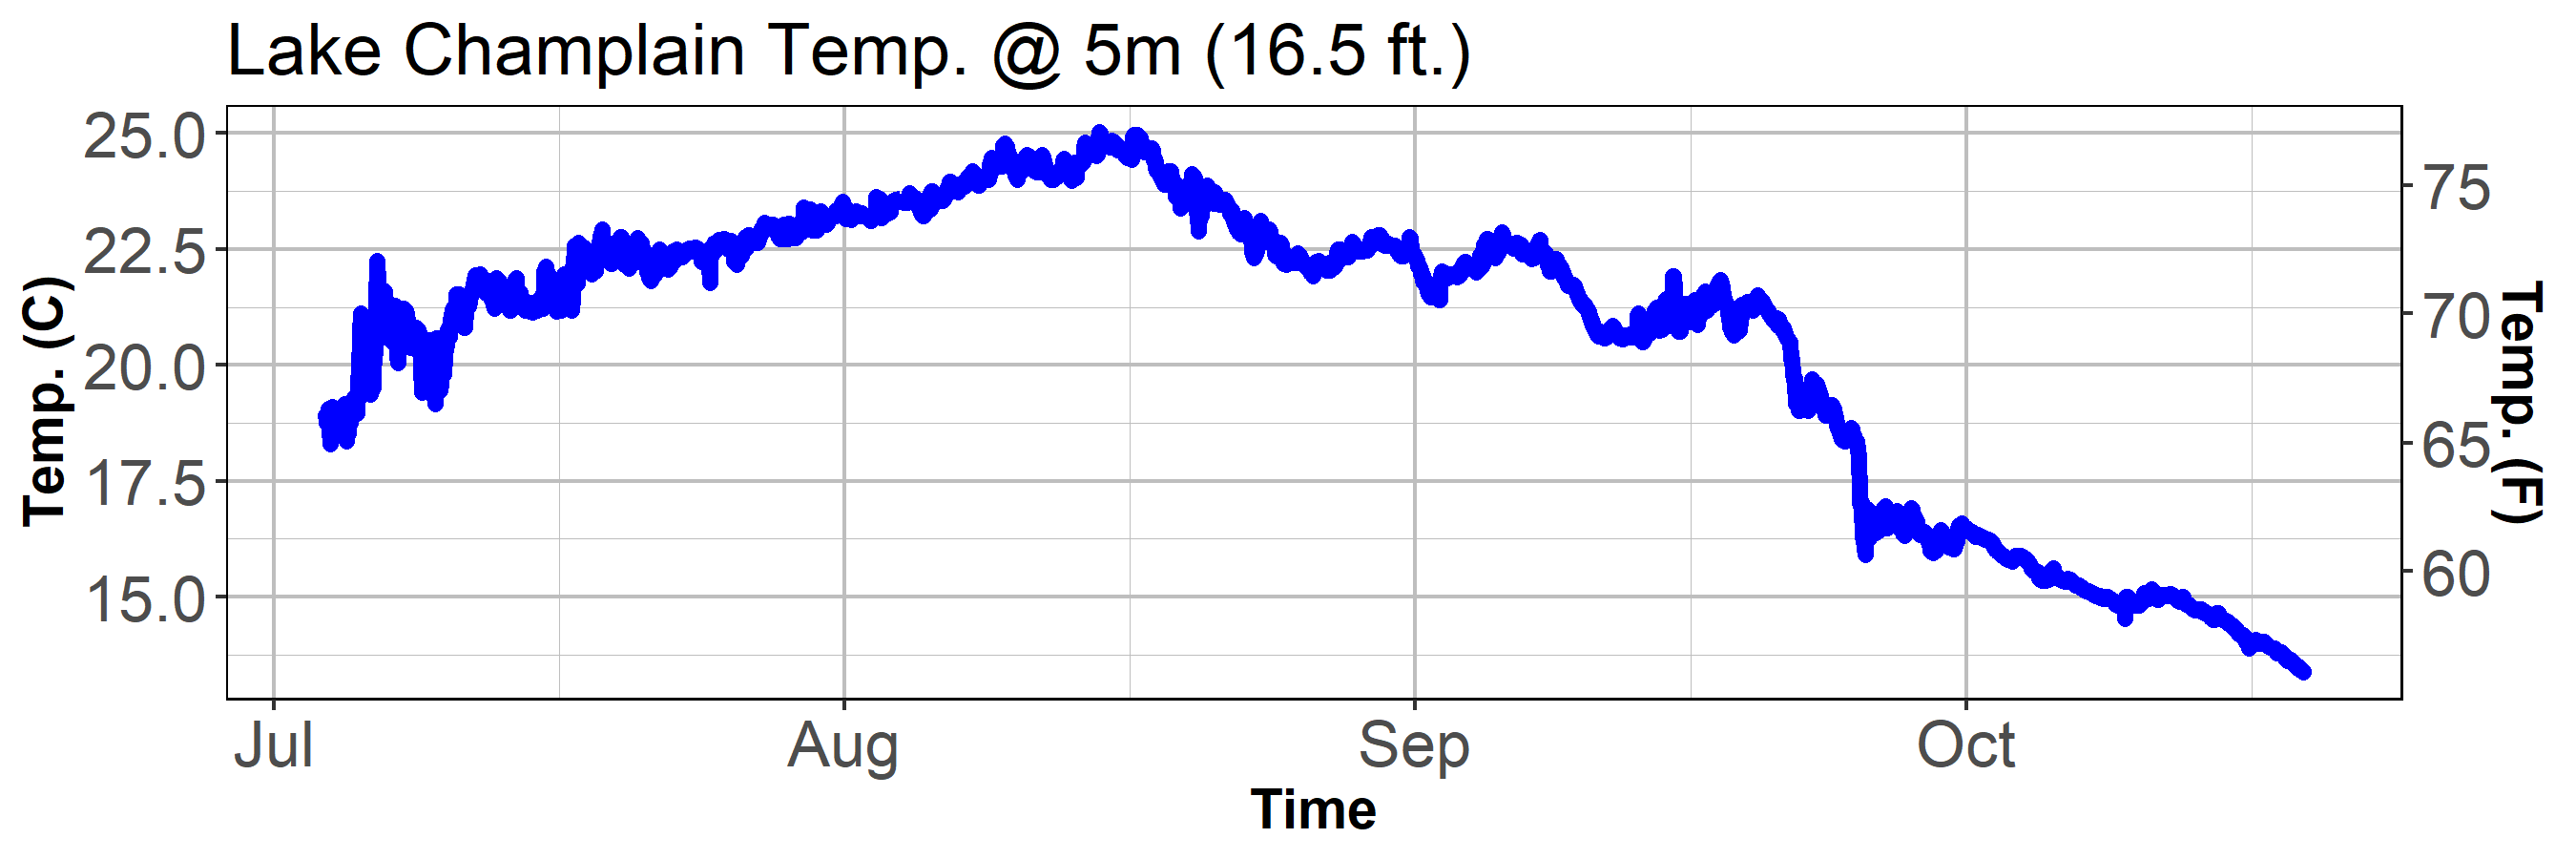 Lake Champlain Temp. @ 5m (16.5 ft.)
Temp. (C)
25.0
22.5
20.0
17.5
15.0
75
70
65
60
Temp. (F)
Jul Aug Sep Oct
Time